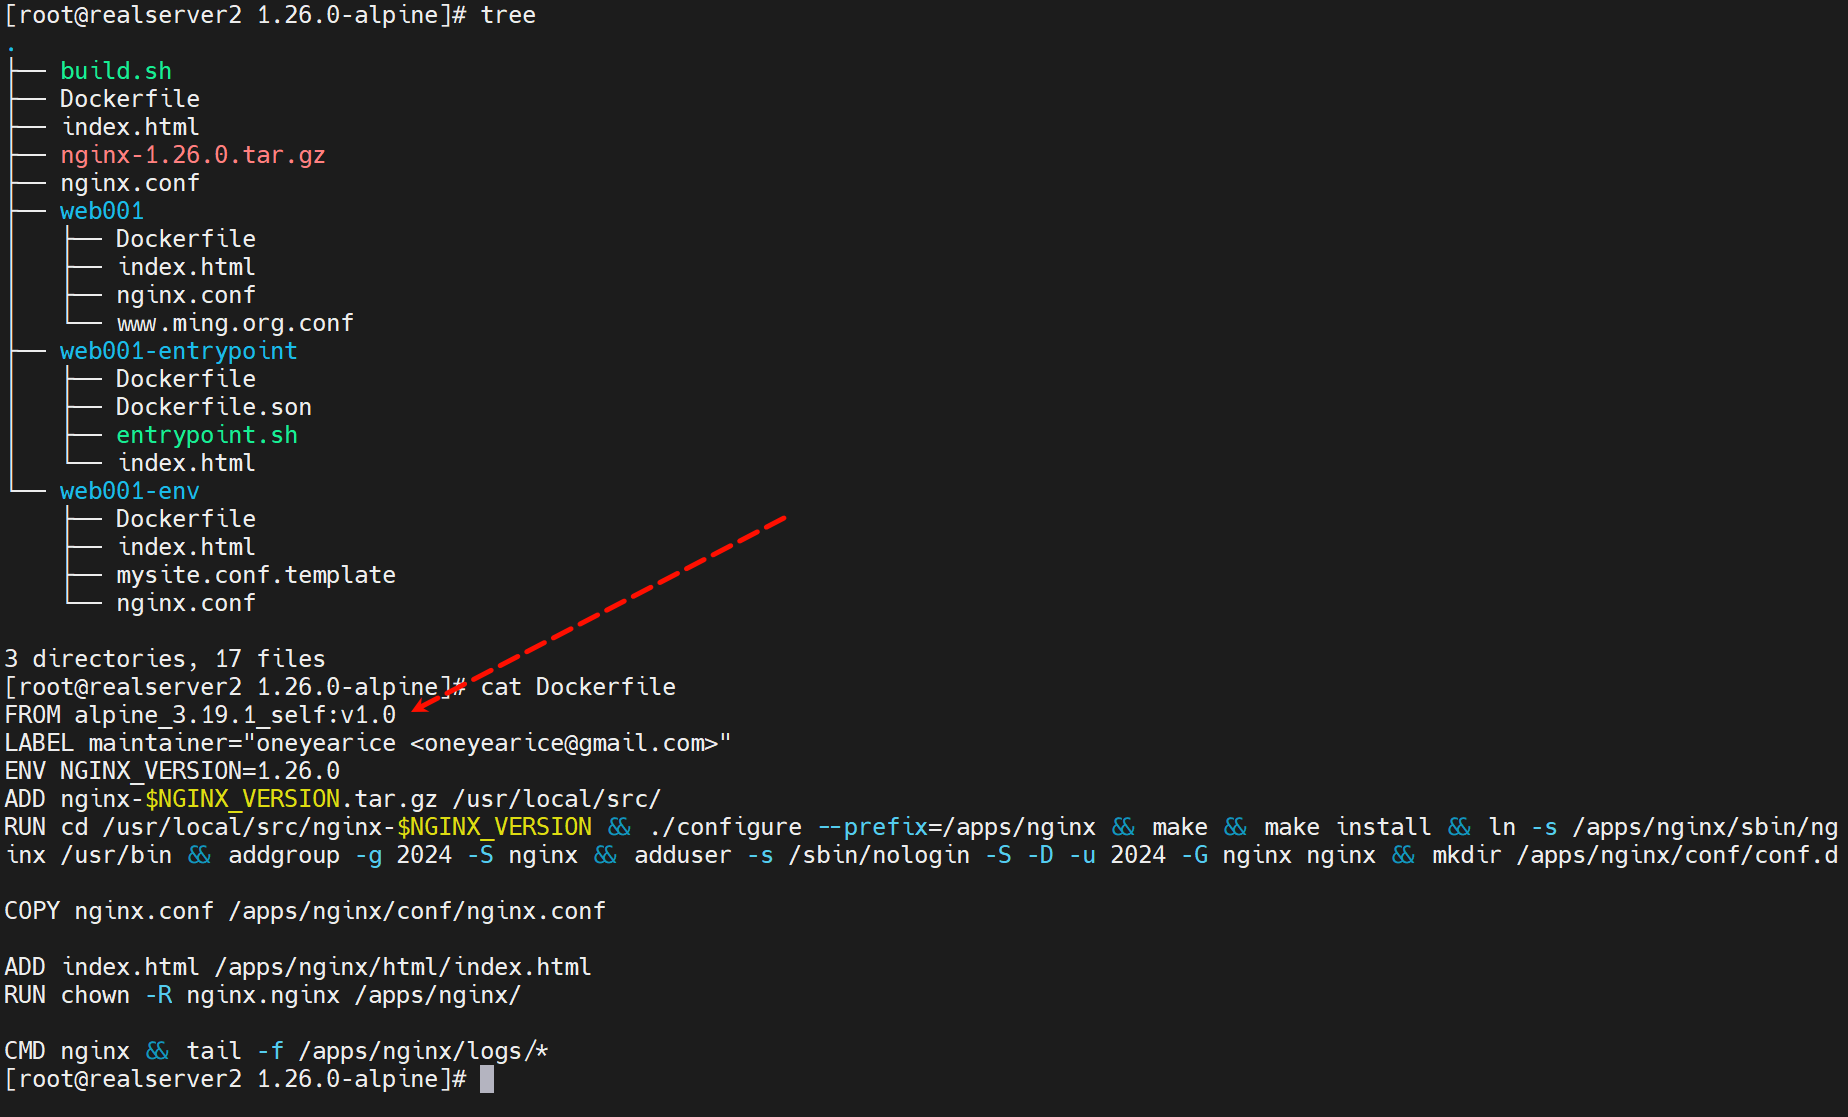 [root@realserver2 1.26.0-alpine]# tree
.
├── build.sh
├── Dockerfile
├── index.html
├── nginx-1.26.0.tar.gz
├── nginx.conf
├── web001
│   ├── Dockerfile
│   ├── index.html
│   ├── nginx.conf
│   └── www.ming.org.conf
├── web001-entrypoint
│   ├── Dockerfile
│   ├── Dockerfile.son
│   ├── entrypoint.sh
│   └── index.html
└── web001-env
    ├── Dockerfile
    ├── index.html
    ├── mysite.conf.template
    └── nginx.conf

3 directories, 17 files
[root@realserver2 1.26.0-alpine]# cat Dockerfile
FROM alpine_3.19.1_self:v1.0
LABEL maintainer="oneyearice <oneyearice@gmail.com>"
ENV NGINX_VERSION=1.26.0
ADD nginx-$NGINX_VERSION.tar.gz /usr/local/src/
RUN cd /usr/local/src/nginx-$NGINX_VERSION && ./configure --prefix=/apps/nginx && make && make install && ln -s /apps/nginx/sbin/ng
inx /usr/bin && addgroup -g 2024 -S nginx && adduser -s /sbin/nologin -S -D -u 2024 -G nginx nginx && mkdir /apps/nginx/conf/conf.d

COPY nginx.conf /apps/nginx/conf/nginx.conf

ADD index.html /apps/nginx/html/index.html
RUN chown -R nginx.nginx /apps/nginx/

CMD nginx && tail -f /apps/nginx/logs/*
[root@realserver2 1.26.0-alpine]#